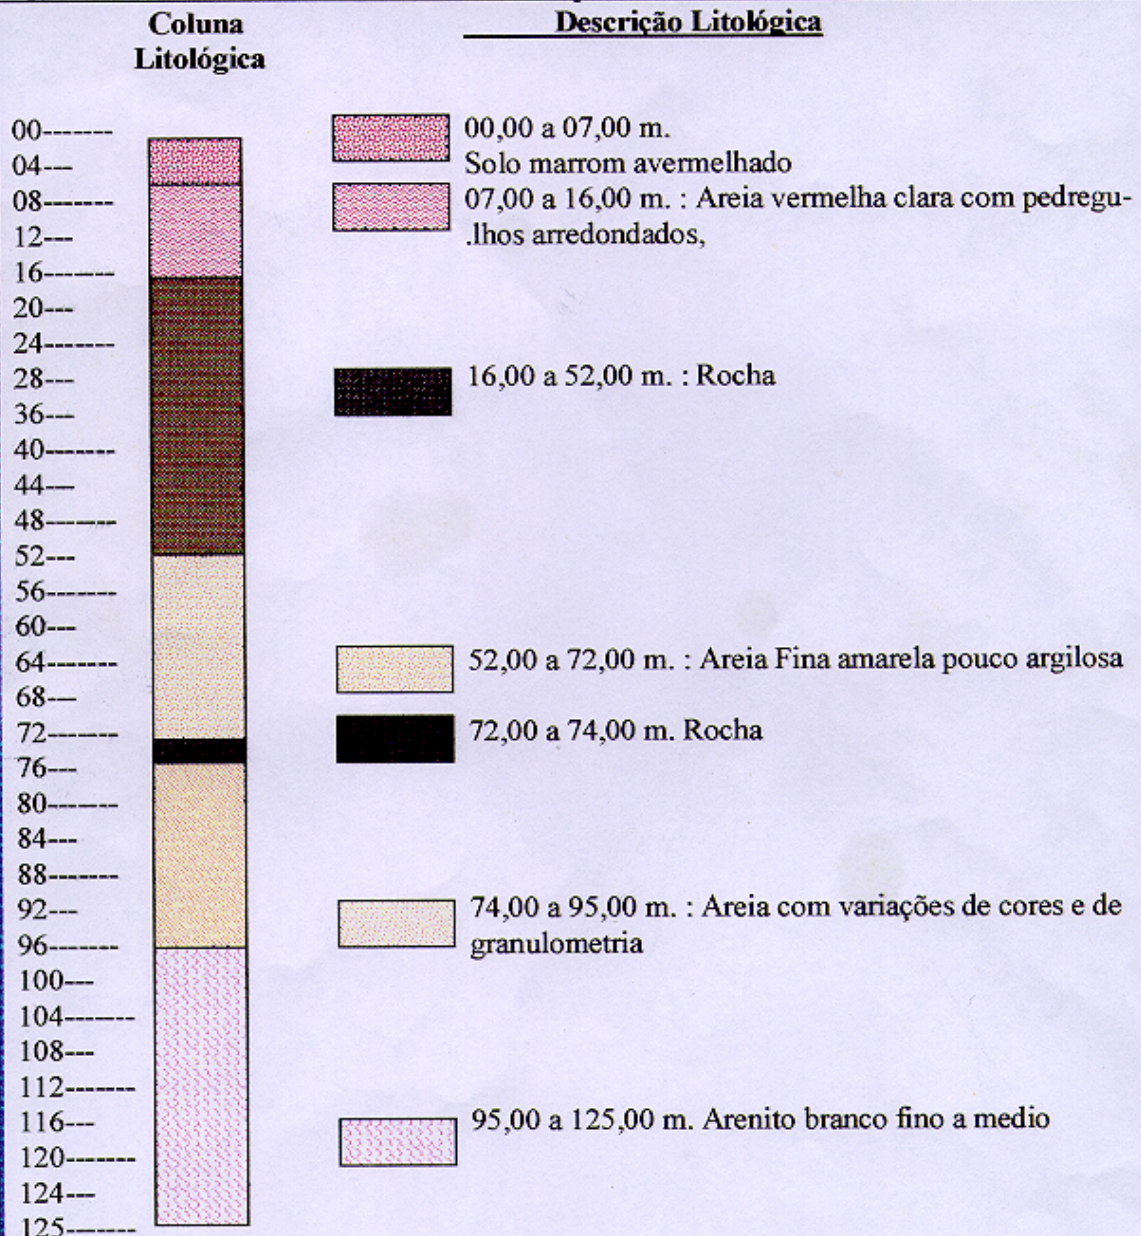 Coluna
Litológica
Descrição Litológica
00-------
04---
08-------
12---
16-------
20---
24-------
28---
36---
40-------
44---
48-------
52---
56-------
60---
64-------
68---
72-------
76---
80-------
84---
88-------
92---
96-------
100---
104-------
108---
112-------
116---
120-------
124---
125-------
00,00 a 07,00 m.
Solo marrom avermelhado
07,00 a 16,00 m. : Areia vermelha clara com pedregu-
.lhos arredondados,
16,00 a 52,00 m. : Rocha
52,00 a 72,00 m. : Areia Fina amarela pouco argilosa
72,00 a 74,00 m. Rocha
74,00 a 95,00 m. : Areia com variações de cores e de
granulometria
95,00 a 125,00 m. Arenito branco fino a medio